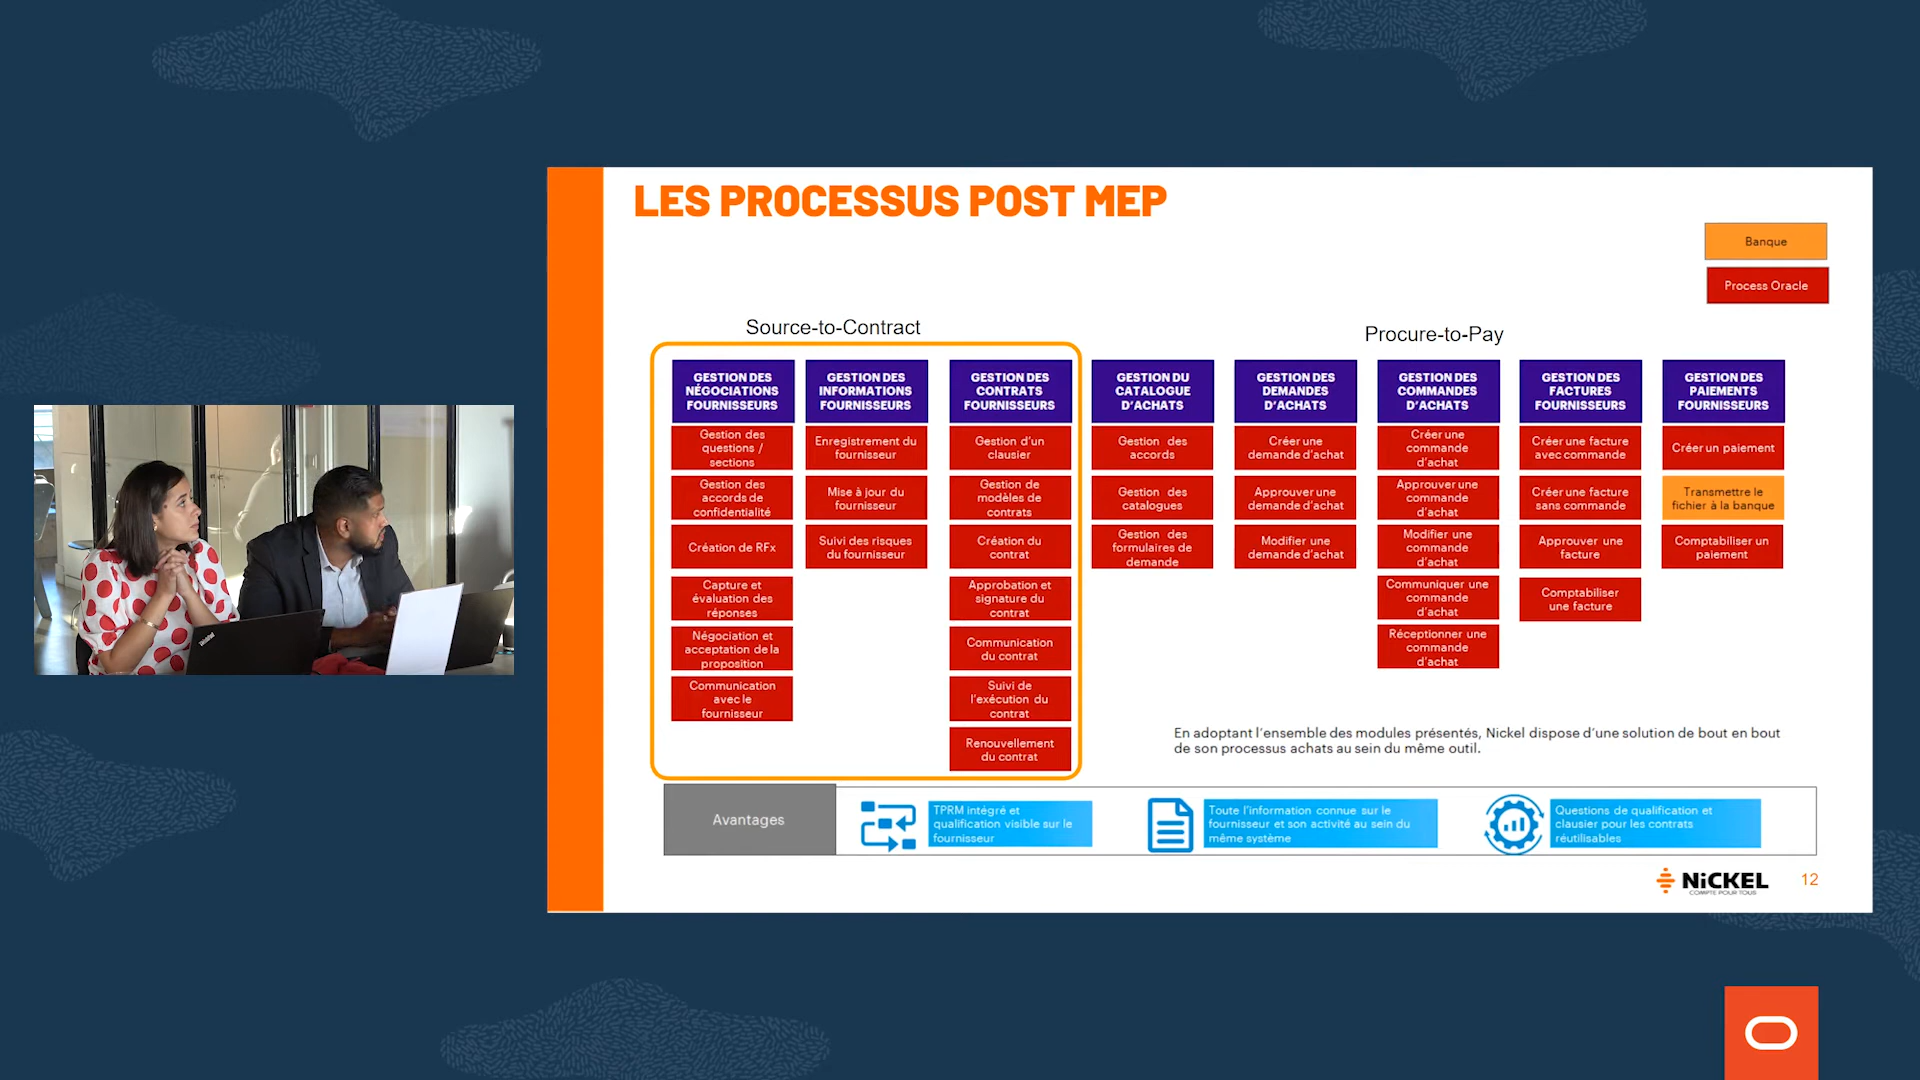 LES PROCESSUS POST MEP
Banque
Process Oracle
Source-to-Contract
Procure-to-Pay
GESTION DES
NÉGOCIATIONS
FOURNISSEURS
Gestion des
questions /
sections
Gestion des
accords de
confidentialité
Création de RFx
Capture et
évaluation des
réponses
Négociation et
acceptation de la
proposition
Communication
avec le
fournisseur
GESTION DES
INFORMATIONS
FOURNISSEURS
Enregistrement du
fournisseur
Mise à jour du
fournisseur
Suivi des risques
du fournisseur
GESTION DES
CONTRATS
FOURNISSEURS
Gestion d'un
clausier
Gestion de
modèles de
contrats
Création du
contrat
Approbation et
signature du
contrat
Communication
du contrat
Suivi de
l'exécution du
contrat
Renouvellement
du contrat
GESTION DU
CATALOGUE
D'ACHATS
Gestion des
accords
Gestion des
catalogues
Gestion des
formulaires de
demande
GESTION DES
DEMANDES
D'ACHATS
Créer une
demande d'achat
Approuver une
demande d'achat
Modifier une
demande d'achat
GESTION DES
COMMANDES
D'ACHATS
Créer une
commande
d'achat
Approuver une
commande
d'achat
Modifier une
commande
d'achat
Communiquer une
commande
d'achat
Réceptionner une
commande
d'achat
GESTION DES
FACTURES
FOURNISSEURS
Créer une facture
avec commande
Créer une facture
sans commande
Approuver une
facture
Comptabiliser
une facture
GESTION DES
PAIEMENTS
FOURNISSEURS
Créer un paiement
Transmettre le
fichier à la banque
Comptabiliser un
paiement
En adoptant l'ensemble des modules présentés, Nickel dispose d'une solution de bout en bout
de son processus achats au sein du même outil.
Avantages
TPRM intégré et
qualification visible sur le
fournisseur
Toute l'information connue sur le
fournisseur et son activité au sein du
même système
Questions de qualification et
clausier pour les contrats
réutilisables
NiCKEL
COMPTE POUR TOUS
12